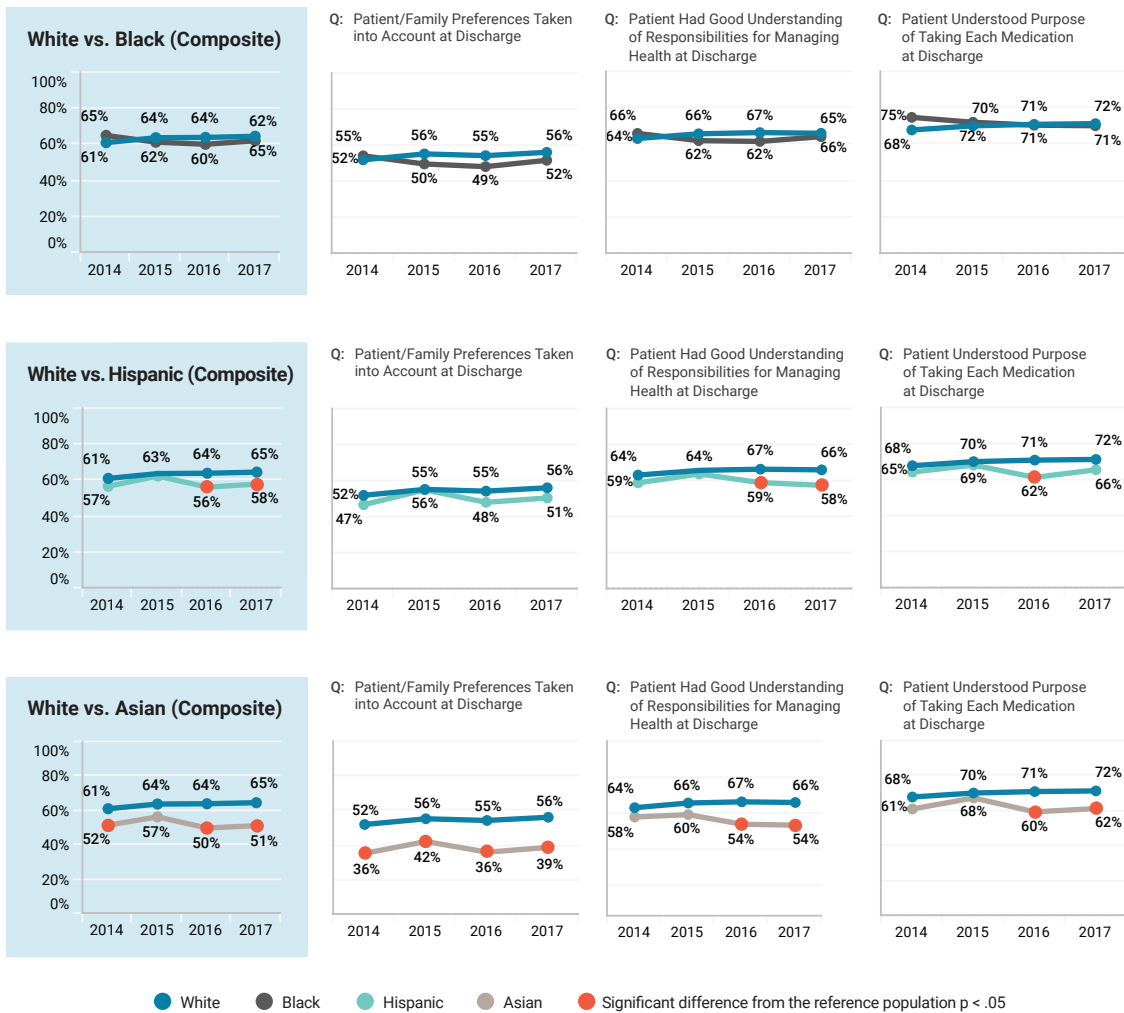 White vs. Black (Composite)
100%
80%
60%
40%
20%
0%
65% 64% 64% 62%
61% 62% 60% 65%
2014 2015 2016 2017
Q: Patient/Family Preferences Taken
into Account at Discharge
55% 56% 55% 56%
52% 50% 49% 52%
2014 2015 2016 2017
Q: Patient Had Good Understanding
of Responsibilities for Managing
Health at Discharge
66% 66% 67% 65%
64% 62% 62% 66%
2014 2015 2016 2017
Q: Patient Understood Purpose
of Taking Each Medication
at Discharge
75% 70% 71% 72%
68% 72% 71% 71%
2014 2015 2016 2017
White vs. Hispanic (Composite)
100%
80%
60%
40%
20%
0%
61% 63% 64% 65%
57% 56% 58%
2014 2015 2016 2017
Q: Patient/Family Preferences Taken
into Account at Discharge
52% 55% 55% 56%
47% 56% 48% 51%
2014 2015 2016 2017
Q: Patient Had Good Understanding
of Responsibilities for Managing
Health at Discharge
64% 64% 67% 66%
59% 59% 58%
2014 2015 2016 2017
Q: Patient Understood Purpose
of Taking Each Medication
at Discharge
68% 70% 71% 72%
65% 69% 62% 66%
2014 2015 2016 2017
White vs. Asian (Composite)
100%
80%
60%
40%
20%
0%
61% 64% 64% 65%
52% 57% 50% 51%
2014 2015 2016 2017
Q: Patient/Family Preferences Taken
into Account at Discharge
52% 56% 55% 56%
36% 42% 36% 39%
2014 2015 2016 2017
Q: Patient Had Good Understanding
of Responsibilities for Managing
Health at Discharge
64% 66% 67% 66%
58% 60% 54% 54%
2014 2015 2016 2017
Q: Patient Understood Purpose
of Taking Each Medication
at Discharge
68% 70% 71% 72%
61% 68% 60% 62%
2014 2015 2016 2017
White Black Hispanic Asian Significant difference from the reference population p < .05